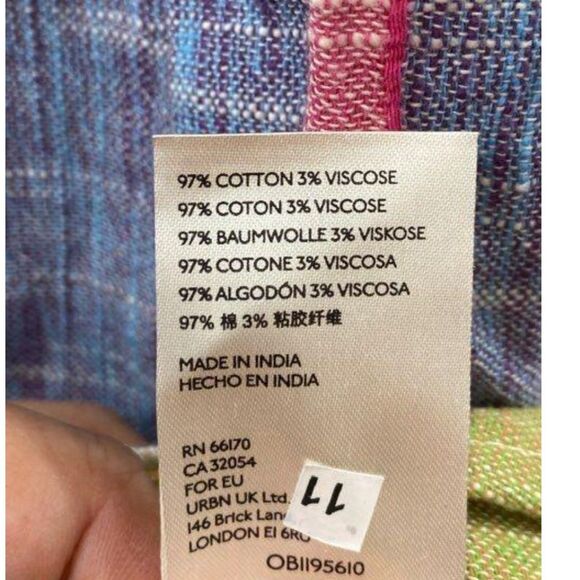 97% COTTON 3% VISCOSE
97% COTON 3% VISCOSE
97% BAUMWOLLE 3% VISKOSE
97% COTONE 3% VISCOSA
97% ALGODÓN 3% VISCOSA
97% 棉 3% 粘胶纤维
MADE IN INDIA
HECHO EN INDIA
RN 66170
CA 32054
FOR EU
URBN UK Ltd.
146 Brick Lane
LONDON E1 6RU
OB1195610